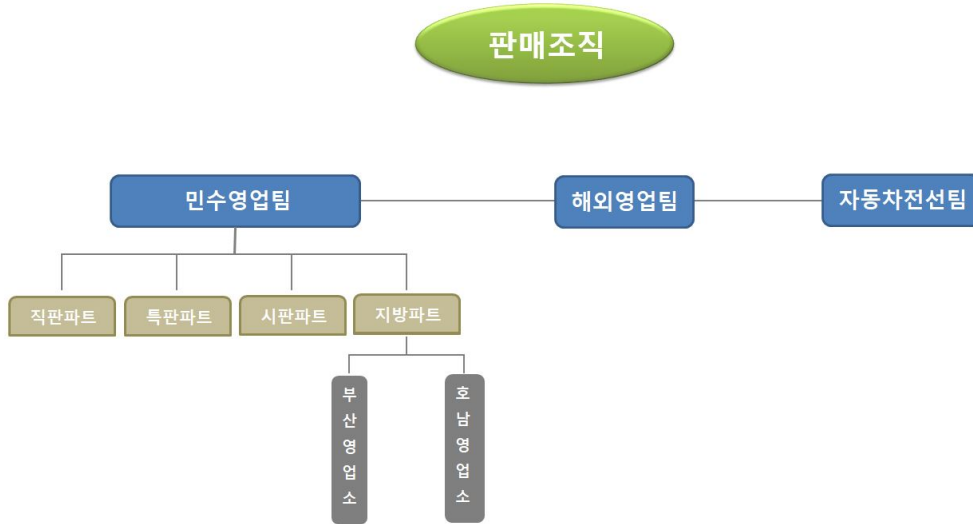 판매조직
민수영업팀
해외영업팀
자동차전선팀
직판파트
특판파트
시판파트
지방파트
부산영업소
호남영업소